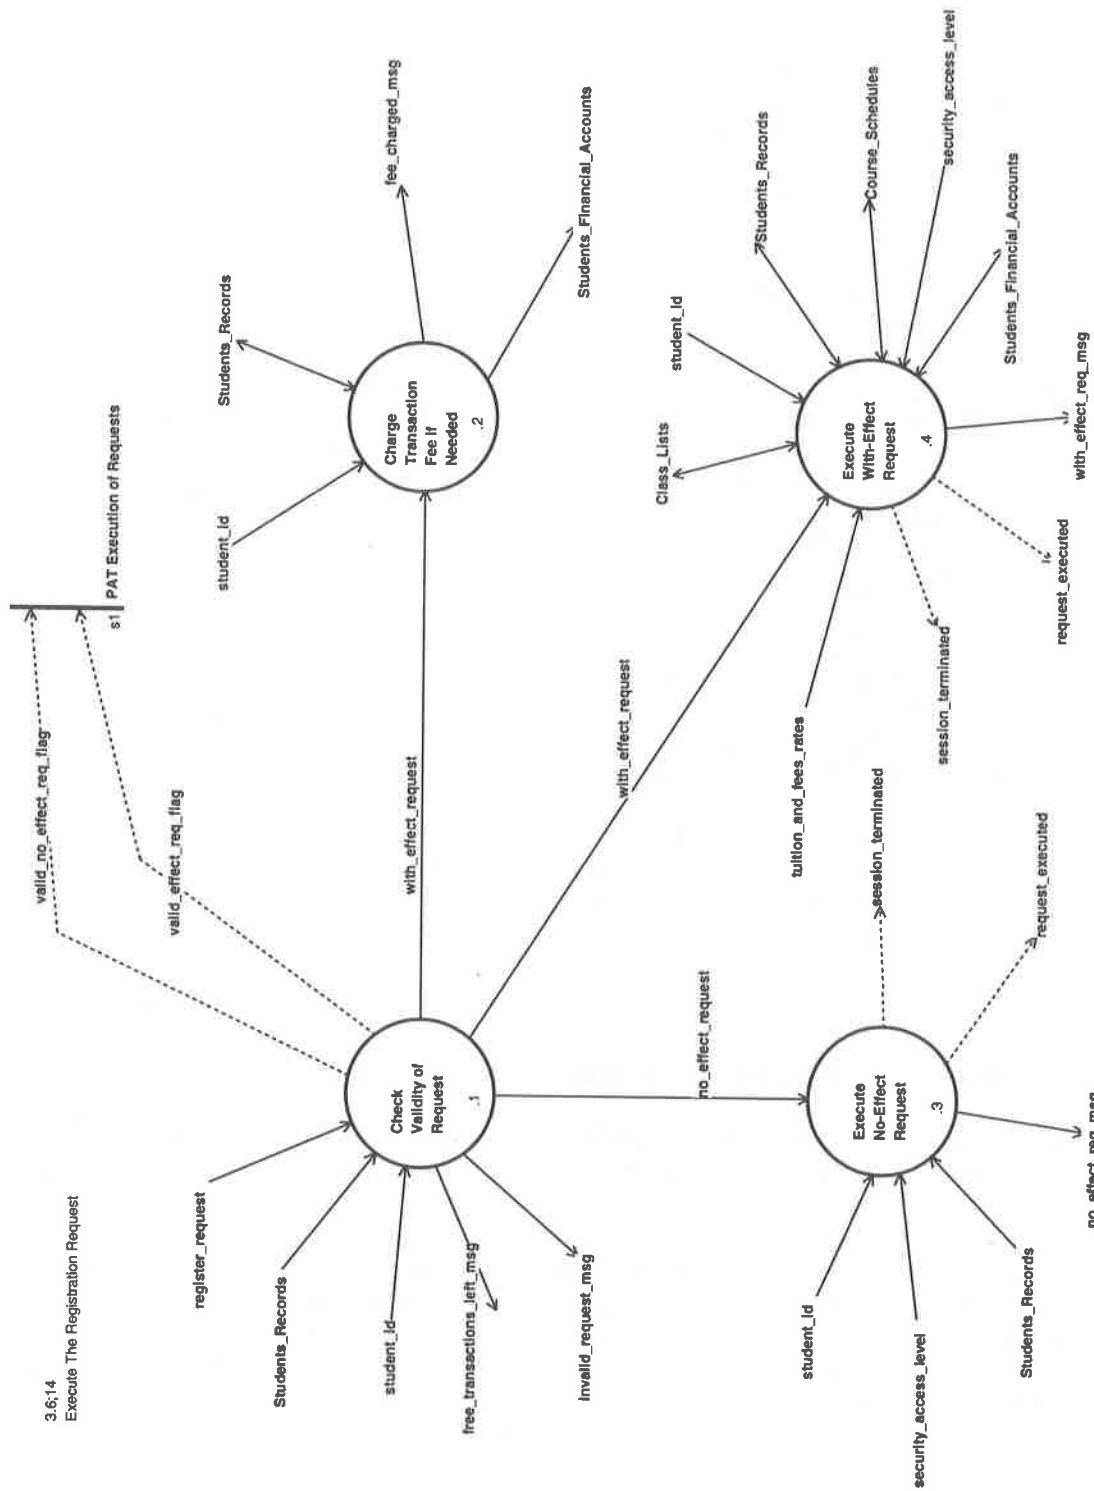 3.6;14
Execute The Registration Request
valid_no_effect_req_flag
valid_effect_req_flag
s1 PAT Execution of Requests
register_request
Students_Records
student_id
free_transactions_left_msg
invalid_request_msg
Check
Validity of
Request
.1
with_effect_request
student_id
Students_Records
fee_charged_msg
Students_Financial_Accounts
Charge
Transaction
Fee if
Needed
.2
with_effect_request
no_effect_request
student_id
security_access_level
Students_Records
Execute
No-Effect
Request
.3
session_terminated
request_executed
no_effect_req_msg
tuition_and_fees_rates
Class_Lists
student_id
Students_Records
Course_Schedules
security_access_level
Students_Financial_Accounts
Execute
With-Effect
Request
.4
session_terminated
request_executed
with_effect_req_msg